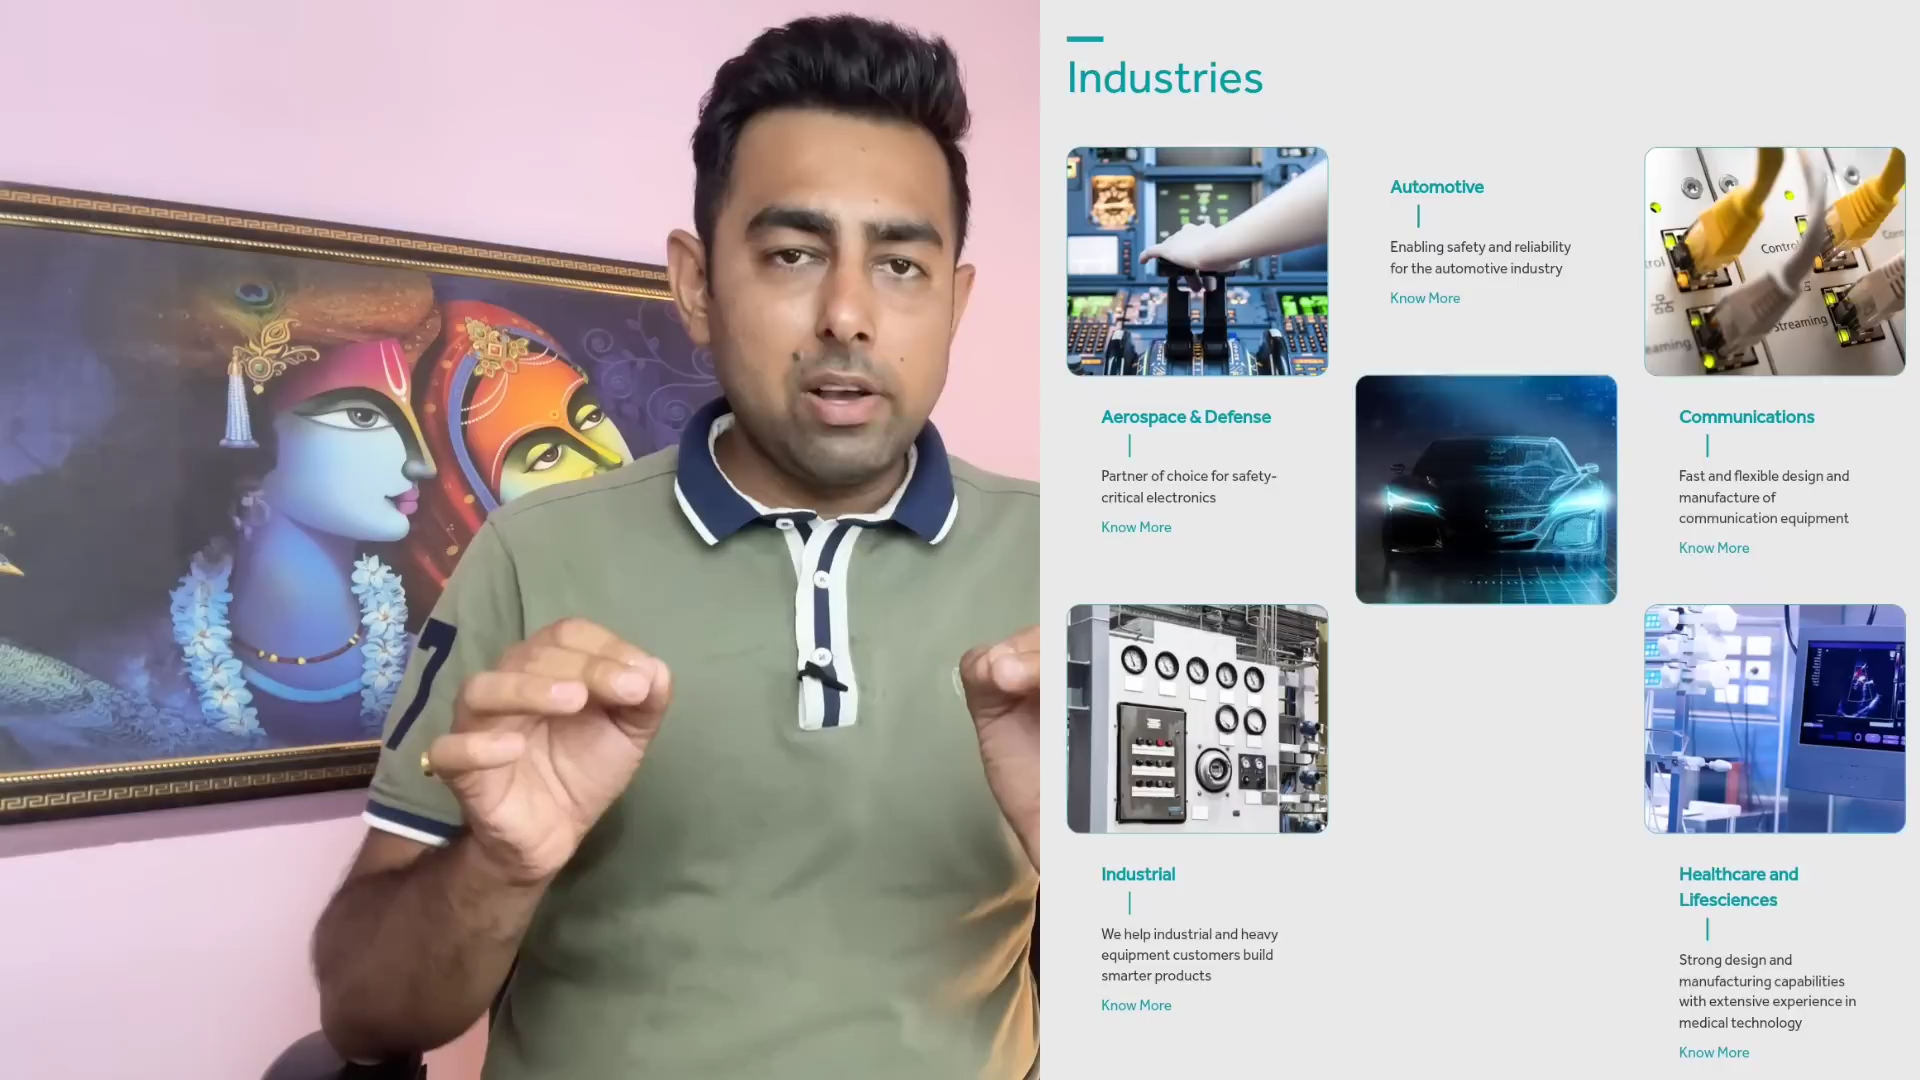 Industries
Automotive
Enabling safety and reliability
for the automotive industry
Know More
Aerospace & Defense
Partner of choice for safety-
critical electronics
Know More
Communications
Fast and flexible design and
manufacture of
communication equipment
Know More
Industrial
We help industrial and heavy
equipment customers build
smarter products
Know More
Healthcare and
Lifesciences
Strong design and
manufacturing capabilities
with extensive experience in
medical technology
Know More
7
Control
Streaming